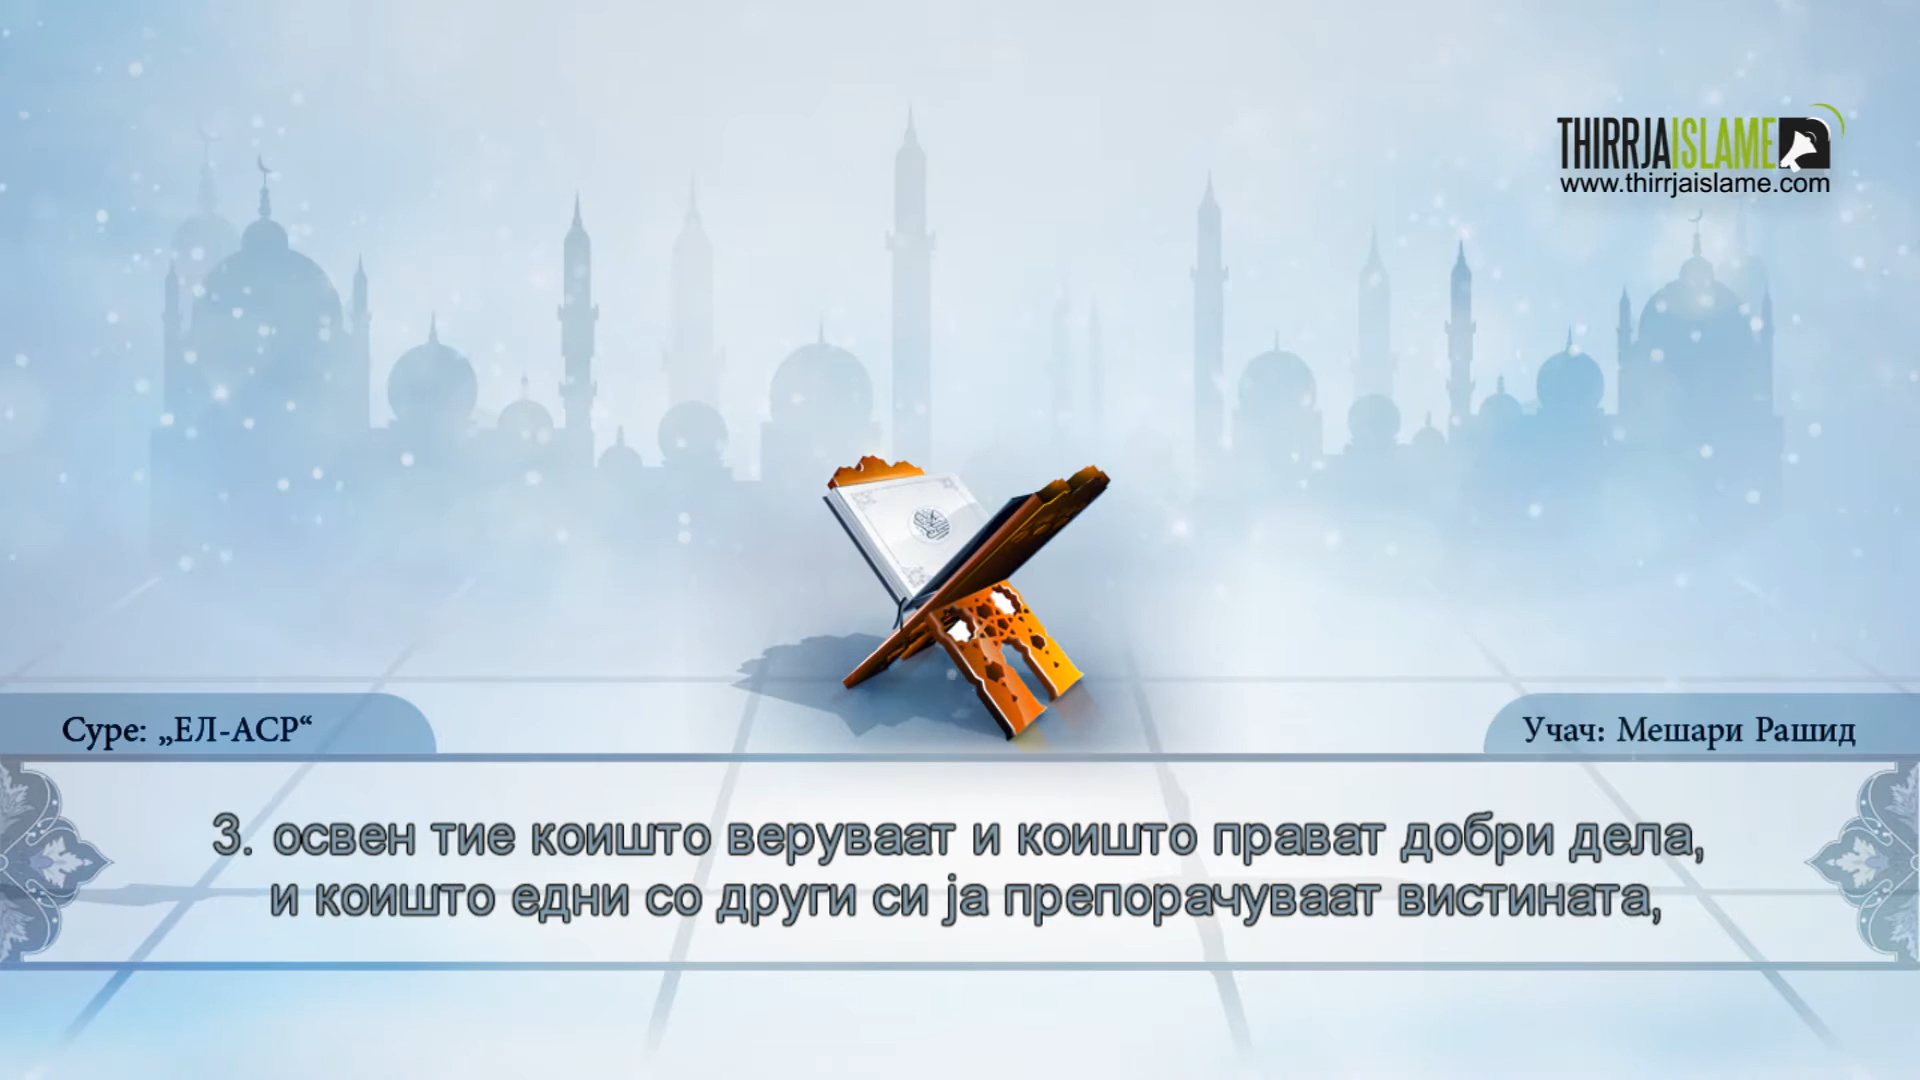 THIRRJAISLAME
www.thirrjaislame.com
Суре: „ЕЛ-АСР“
Учач: Мешари Рашид
3. освен тие коишто веруваат и коишто прават добри дела,
и коишто едни со други си ја препорачуваат вистината,